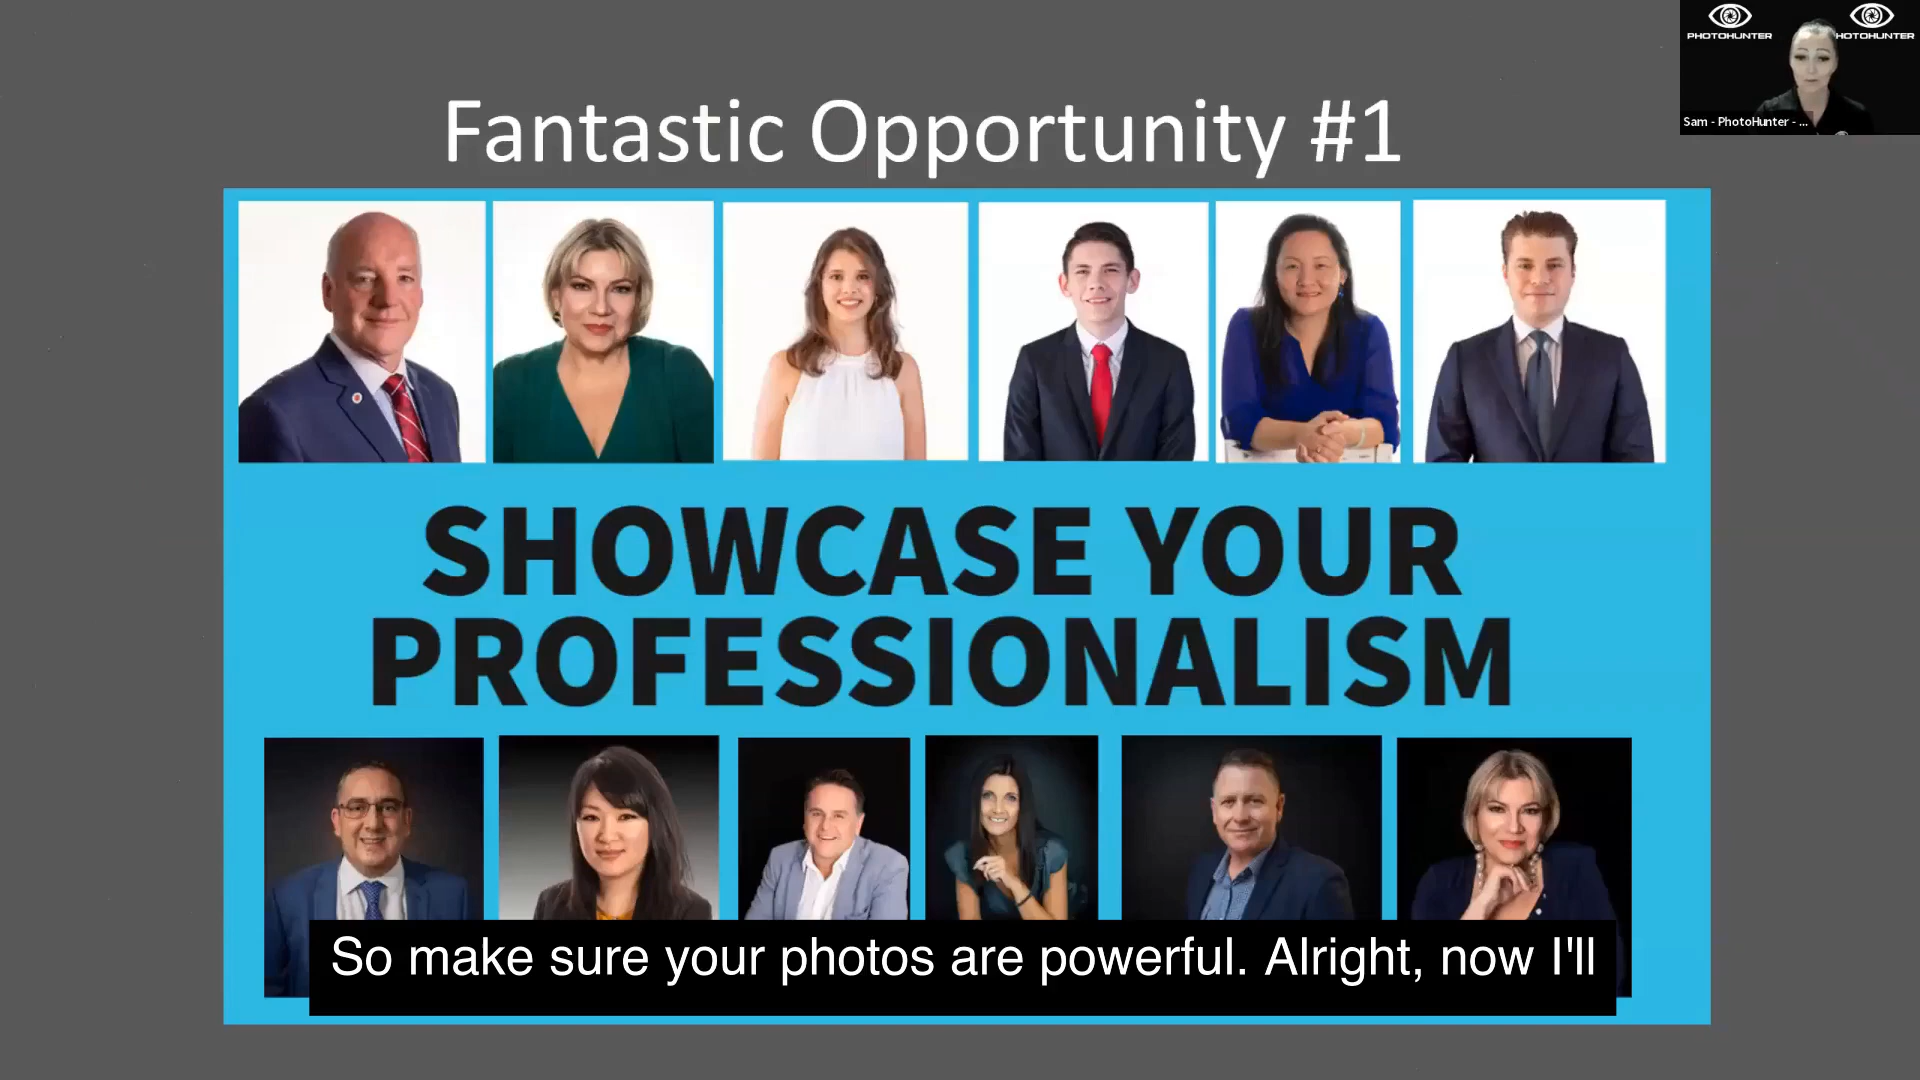 PHOTOHUNTER
HOTOHUNTER
Sam - PhotoHunter - ...
Fantastic Opportunity #1
SHOWCASE YOUR
PROFESSIONALISM
So make sure your photos are powerful. Alright, now I'll